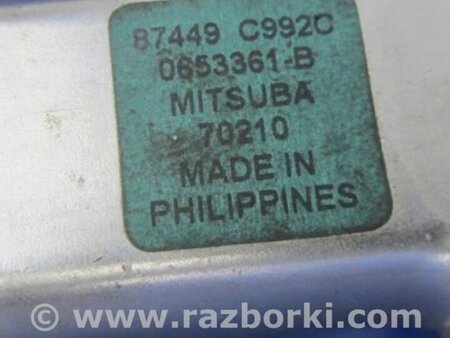 87449 C992C
0653361-B
MITSUBA
70210
MADE IN
PHILIPPINES
© www.razborki.com